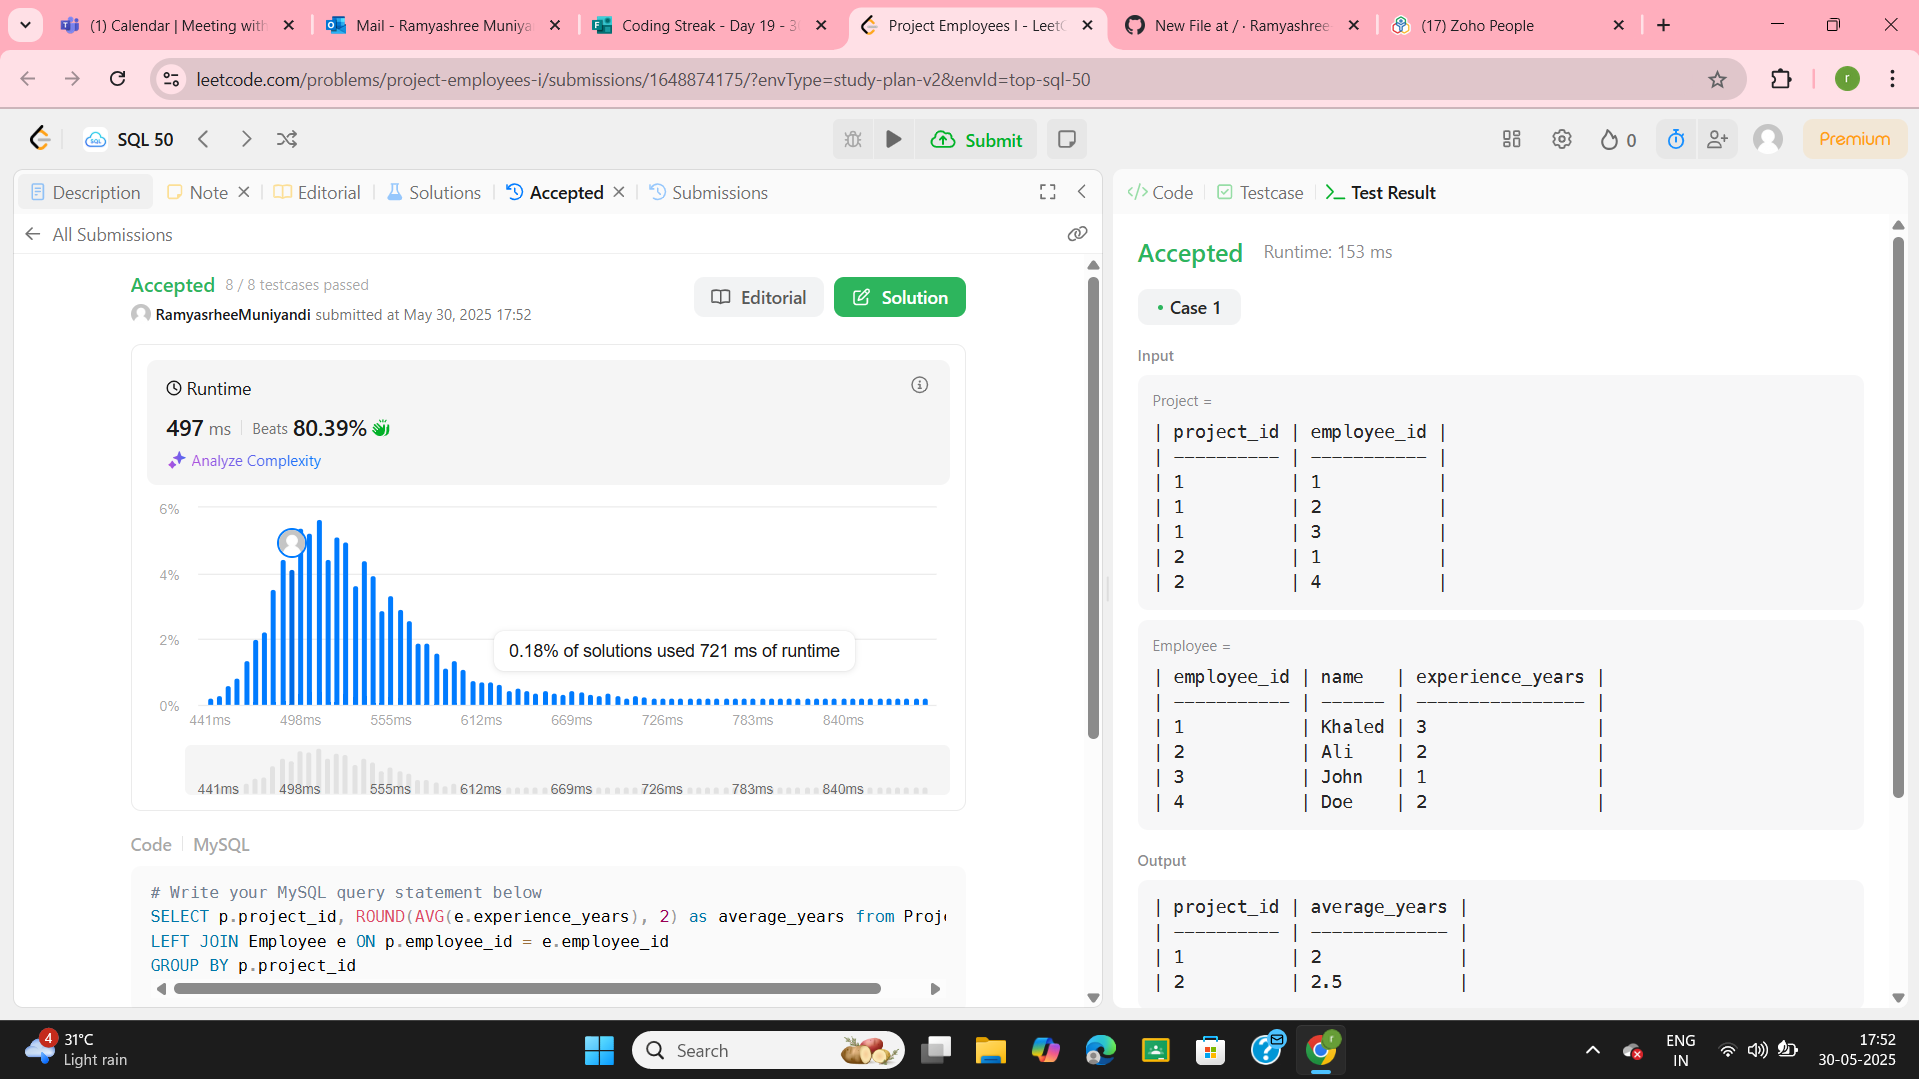 (1) Calendar | Meeting with
Mail - Ramyashree Muniya
Coding Streak - Day 19 - 3
Project Employees I - LeetC
New File at / · Ramyashree
(17) Zoho People
leetcode.com/problems/project-employees-i/submissions/1648874175/?envType=study-plan-v2&envId=top-sql-50
r
SQL 50
Submit
0
Premium
Description
Note
Editorial
Solutions
Accepted
Submissions
All Submissions
Accepted 8 / 8 testcases passed
RamyasrheeMuniyandi submitted at May 30, 2025 17:52
Editorial
Solution
Runtime
497 ms
Beats 80.39%
Analyze Complexity
6%
4%
2%
0%
0.18% of solutions used 721 ms of runtime
441ms 498ms 555ms 612ms 669ms 726ms 783ms 840ms
441ms 498ms 555ms 612ms 669ms 726ms 783ms 840ms
Code
MySQL
# Write your MySQL query statement below
SELECT p.project_id, ROUND(AVG(e.experience_years), 2) as average_years from Proje
LEFT JOIN Employee e ON p.employee_id = e.employee_id
GROUP BY p.project_id
</> Code
Testcase
Test Result
Accepted Runtime: 153 ms
• Case 1
Input
Project =
| project_id | employee_id |
| ---------- | ----------- |
| 1 | 1 |
| 1 | 2 |
| 1 | 3 |
| 2 | 1 |
| 2 | 4 |
Employee =
| employee_id | name | experience_years |
| ----------- | ------ | ---------------- |
| 1 | Khaled | 3 |
| 2 | Ali | 2 |
| 3 | John | 1 |
| 4 | Doe | 2 |
Output
| project_id | average_years |
| ---------- | ------------- |
| 1 | 2 |
| 2 | 2.5 |
4
31°C
Light rain
Search
r
ENG
IN
17:52
30-05-2025